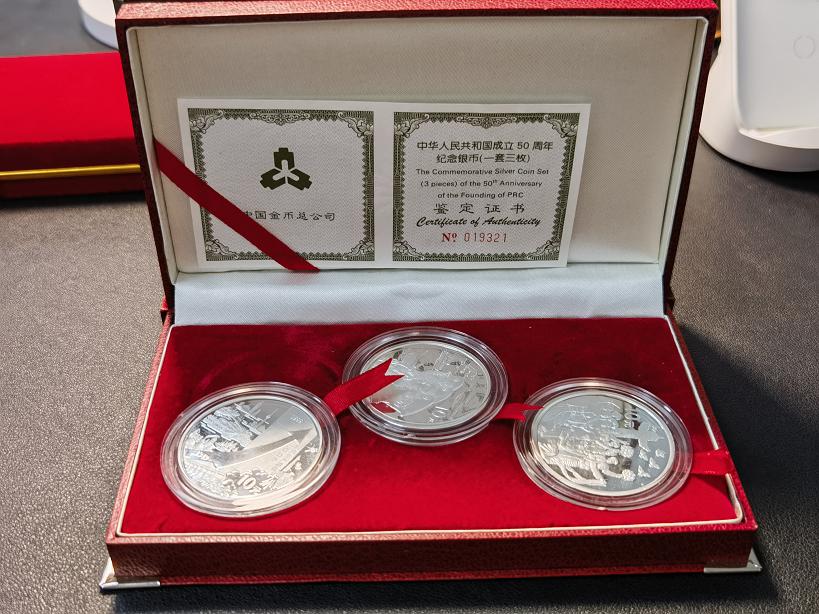 中国金币总公司
中华人民共和国成立 50 周年
纪念银币(一套三枚)
The Commemorative Silver Coin Set
(3 pieces) of the 50th Anniversary
of the Founding of PRC
鉴定证书
Certificate of Authenticity
No 019321
10